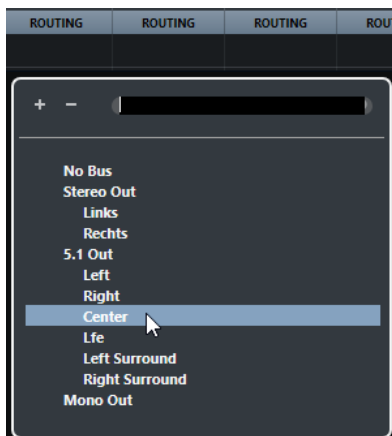 ROUTING ROUTING ROUTING
No Bus
Stereo Out
Links
Rechts
5.1 Out
Left
Right
Center
Lfe
Left Surround
Right Surround
Mono Out